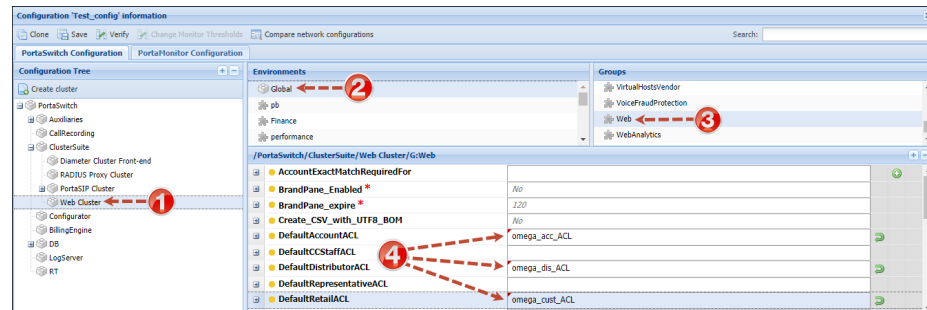 Configuration 'Test_config' information
Clone Save Verify Change Monitor Thresholds Compare network configurations Search:
PortaSwitch Configuration PortaMonitor Configuration
Configuration Tree
Create cluster
PortaSwitch
Auxiliaries
CallRecording
ClusterSuite
Diameter Cluster Front-end
RADIUS Proxy Cluster
PortaSIP Cluster
Web Cluster 1
Configurator
BillingEngine
DB
LogServer
RT
Environments
Global 2
pb
Finance
performance
Groups
VirtualHostsVendor
VoiceFraudProtection
Web 3
WebAnalytics
/PortaSwitch/ClusterSuite/Web Cluster/G:Web
AccountExactMatchRequiredFor
BrandPane_Enabled * No
BrandPane_expire * 120
Create_CSV_with_UTF8_BOM No
DefaultAccountACL omega_acc_ACL
DefaultCCStaffACL 4
DefaultDistributorACL omega_dis_ACL
DefaultRepresentativeACL
DefaultRetailACL omega_cust_ACL